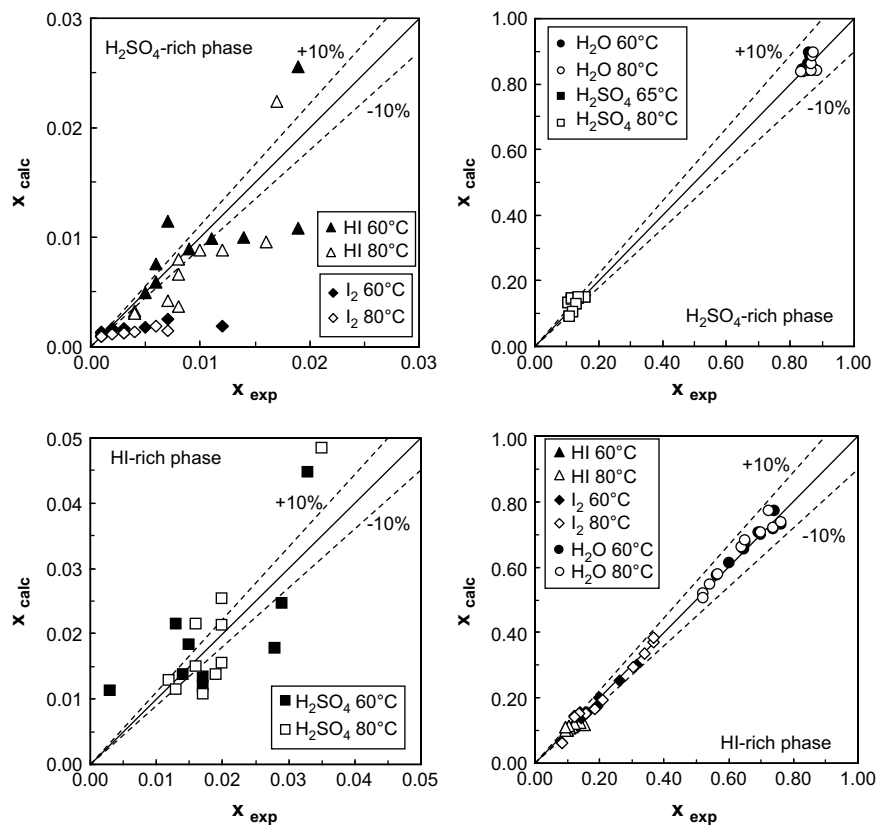 0.03
0.02
0.01
0.00
x calc
H₂SO₄-rich phase
+10%
-10%
HI 60°C
HI 80°C
I₂ 60°C
I₂ 80°C
0.00 0.01 0.02 0.03
x exp
1.00
0.80
0.60
0.40
0.20
0.00
x calc
H₂O 60°C
H₂O 80°C
H₂SO₄ 65°C
H₂SO₄ 80°C
+10%
-10%
H₂SO₄-rich phase
0.00 0.20 0.40 0.60 0.80 1.00
x exp
0.05
0.04
0.03
0.02
0.01
0.00
x calc
HI-rich phase
+10%
-10%
H₂SO₄ 60°C
H₂SO₄ 80°C
0.00 0.01 0.02 0.03 0.04 0.05
x exp
1.00
0.80
0.60
0.40
0.20
0.00
x calc
HI 60°C
HI 80°C
I₂ 60°C
I₂ 80°C
H₂O 60°C
H₂O 80°C
+10%
-10%
HI-rich phase
0.00 0.20 0.40 0.60 0.80 1.00
x exp